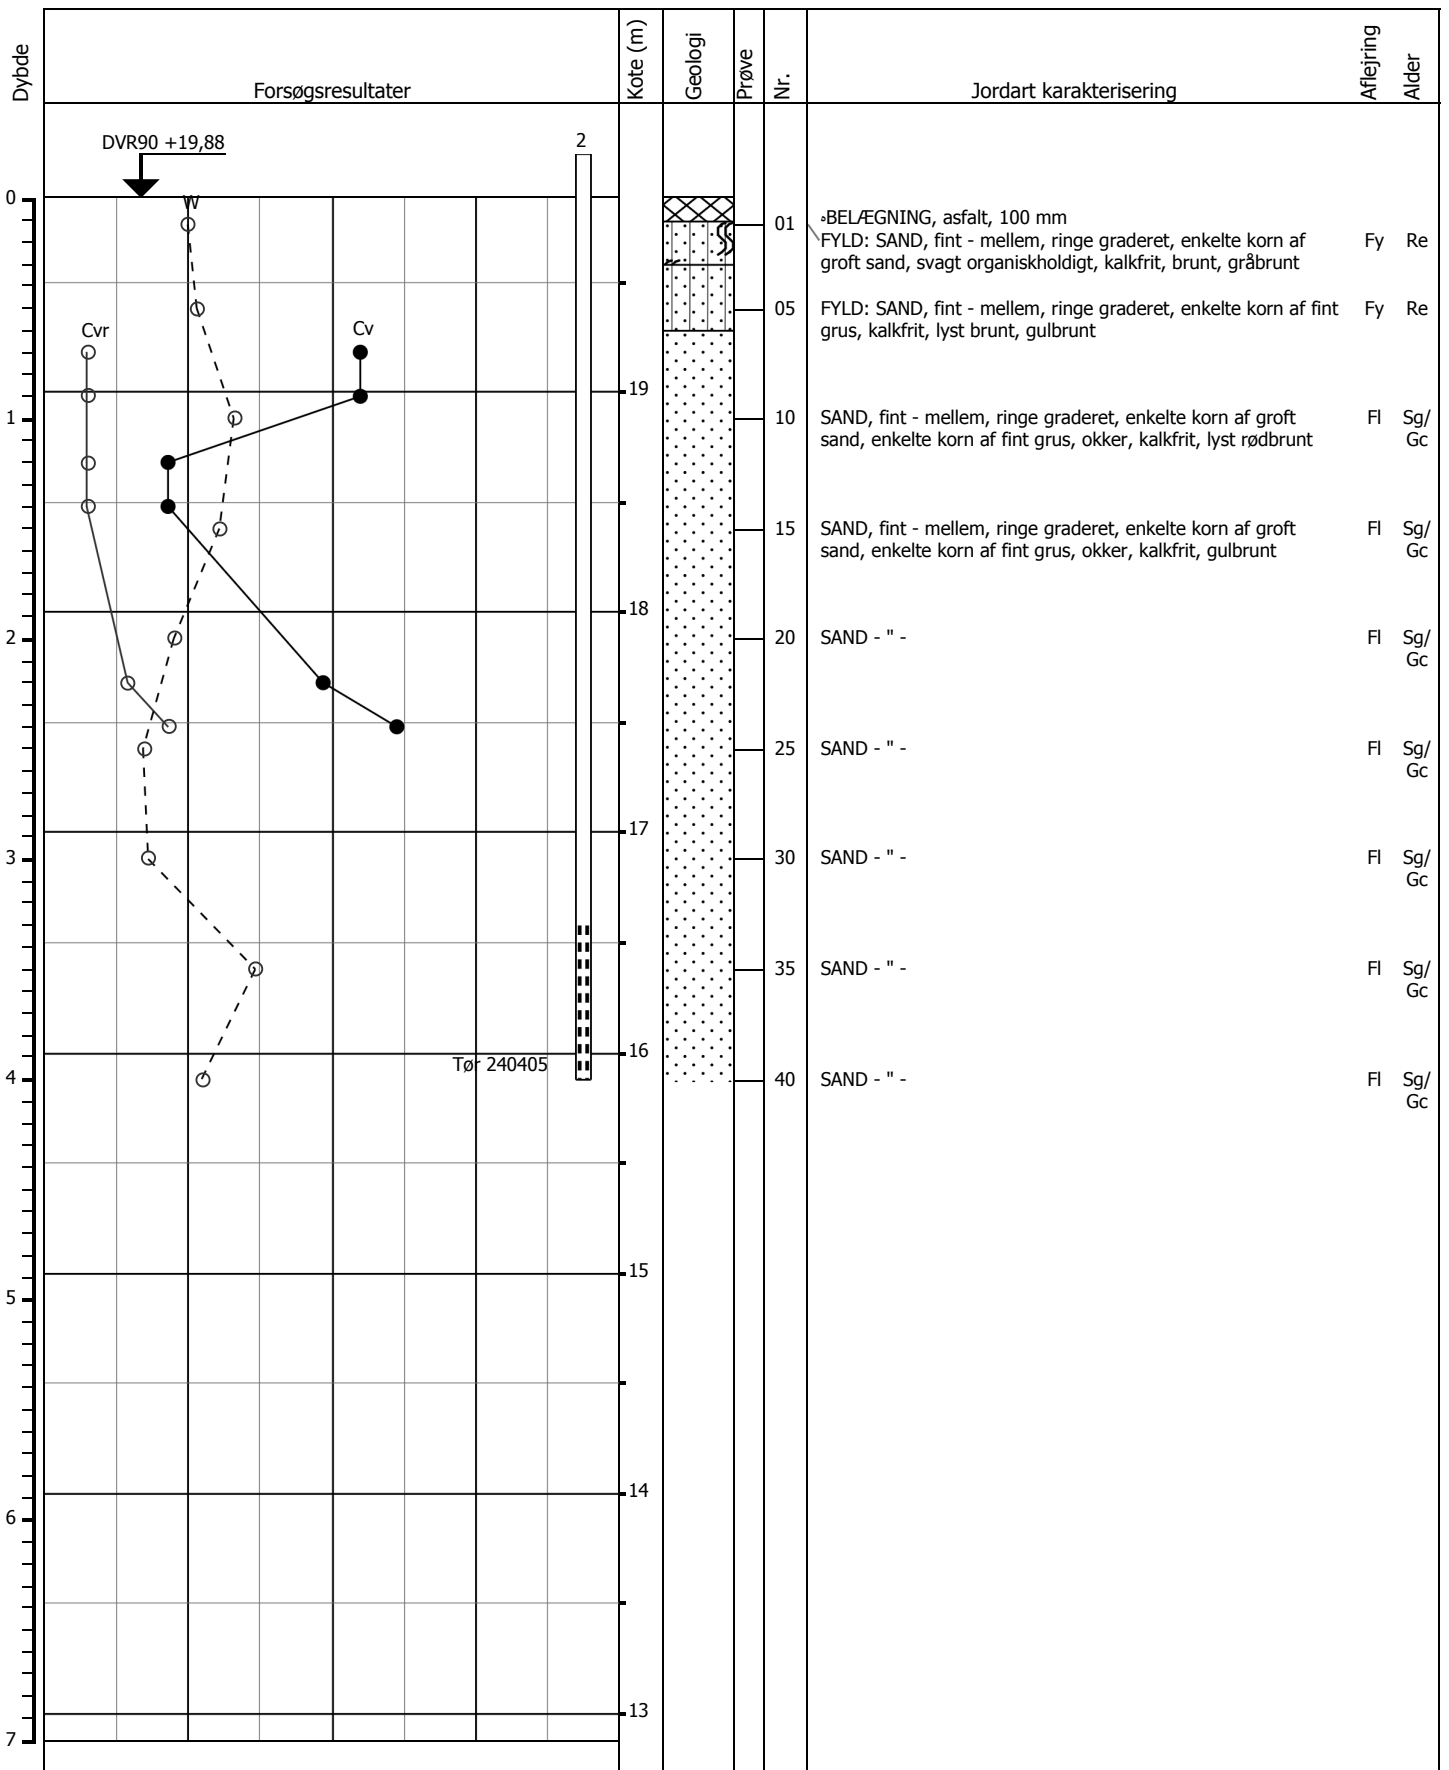 Dybde
Forsøgsresultater
Kote (m)
Geologi
Prøve
Nr.
Jordart karakterisering
Aflejring
Alder
DVR90 +19,88
2
0
W
01
BELÆGNING, asfalt, 100 mm
FYLD: SAND, fint - mellem, ringe graderet, enkelte korn af
groft sand, svagt organiskholdigt, kalkfrit, brunt, gråbrunt
Fy
Re
05
FYLD: SAND, fint - mellem, ringe graderet, enkelte korn af fint
grus, kalkfrit, lyst brunt, gulbrunt
Fy
Re
Cvr
Cv
19
1
10
SAND, fint - mellem, ringe graderet, enkelte korn af groft
sand, enkelte korn af fint grus, okker, kalkfrit, lyst rødbrunt
Fl
Sg/
Gc
15
SAND, fint - mellem, ringe graderet, enkelte korn af groft
sand, enkelte korn af fint grus, okker, kalkfrit, gulbrunt
Fl
Sg/
Gc
18
2
20
SAND - " -
Fl
Sg/
Gc
25
SAND - " -
Fl
Sg/
Gc
17
3
30
SAND - " -
Fl
Sg/
Gc
35
SAND - " -
Fl
Sg/
Gc
16
Tør 240405
4
40
SAND - " -
Fl
Sg/
Gc
15
5
14
6
13
7